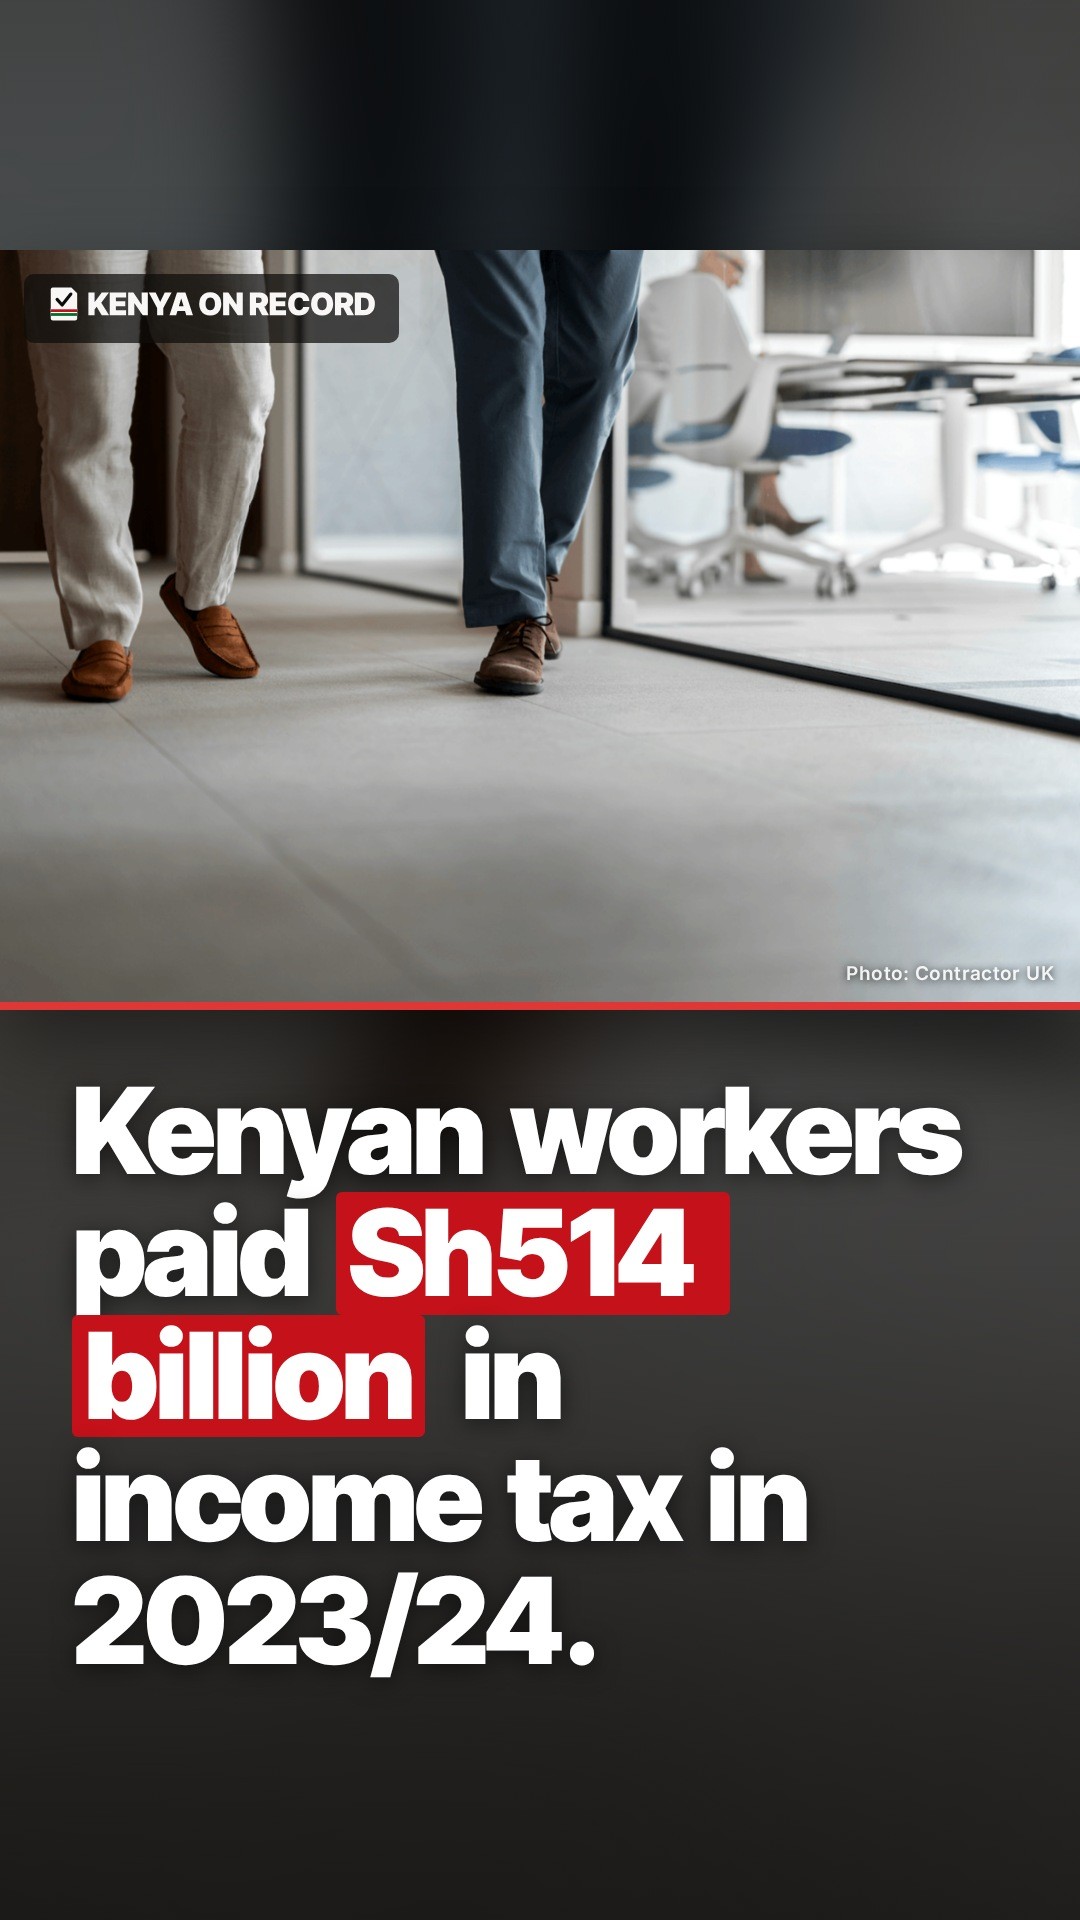 KENYA ON RECORD
Photo: Contractor UK
Kenyan workers
paid Sh514
billion in
income tax in
2023/24.